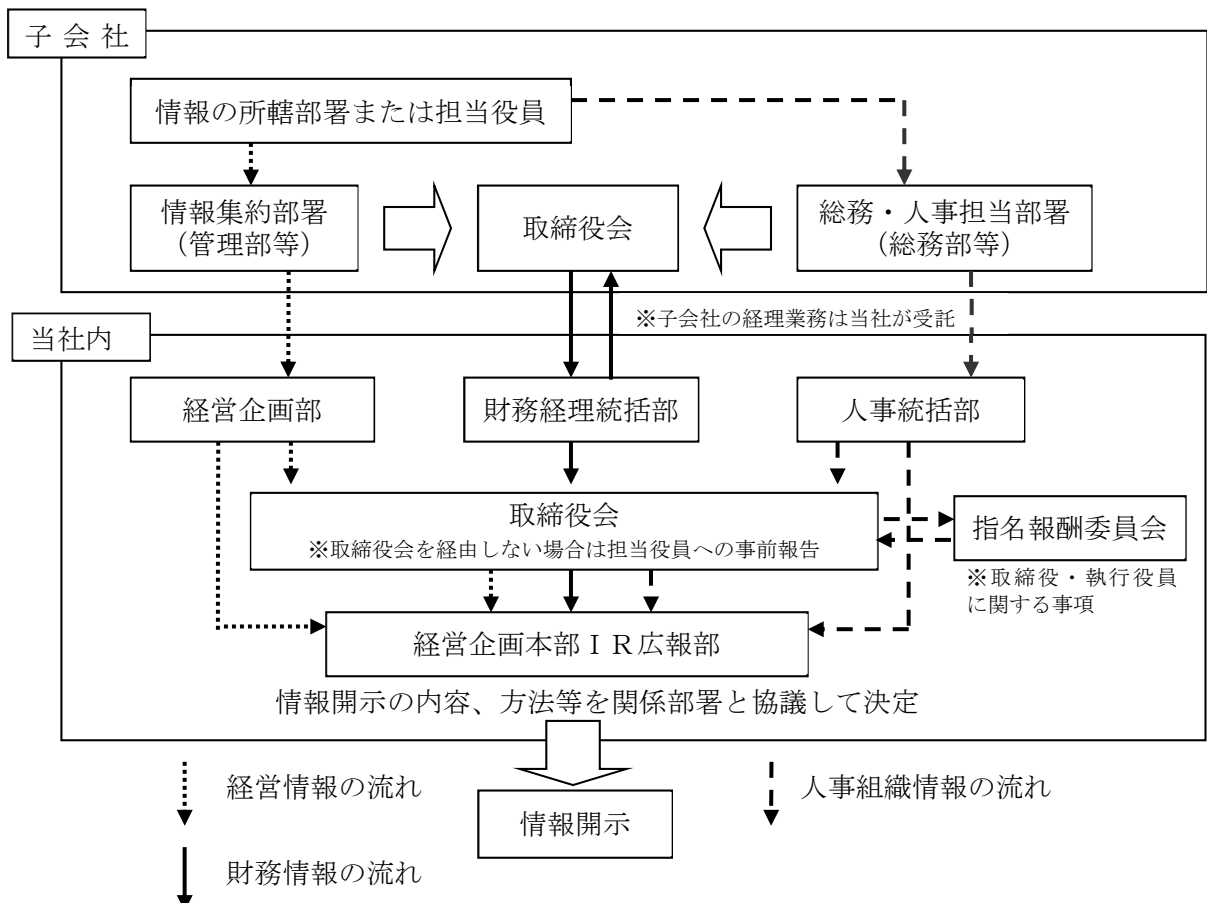 子 会 社
情報の所轄部署または担当役員
情報集約部署
（管理部等）
取締役会
総務・人事担当部署
（総務部等）
※子会社の経理業務は当社が受託
当社内
経営企画部
財務経理統括部
人事統括部
取締役会
※取締役会を経由しない場合は担当役員への事前報告
指名報酬委員会
※取締役・執行役員
に関する事項
経営企画本部ＩＲ広報部
情報開示の内容、方法等を関係部署と協議して決定
経営情報の流れ
人事組織情報の流れ
情報開示
財務情報の流れ